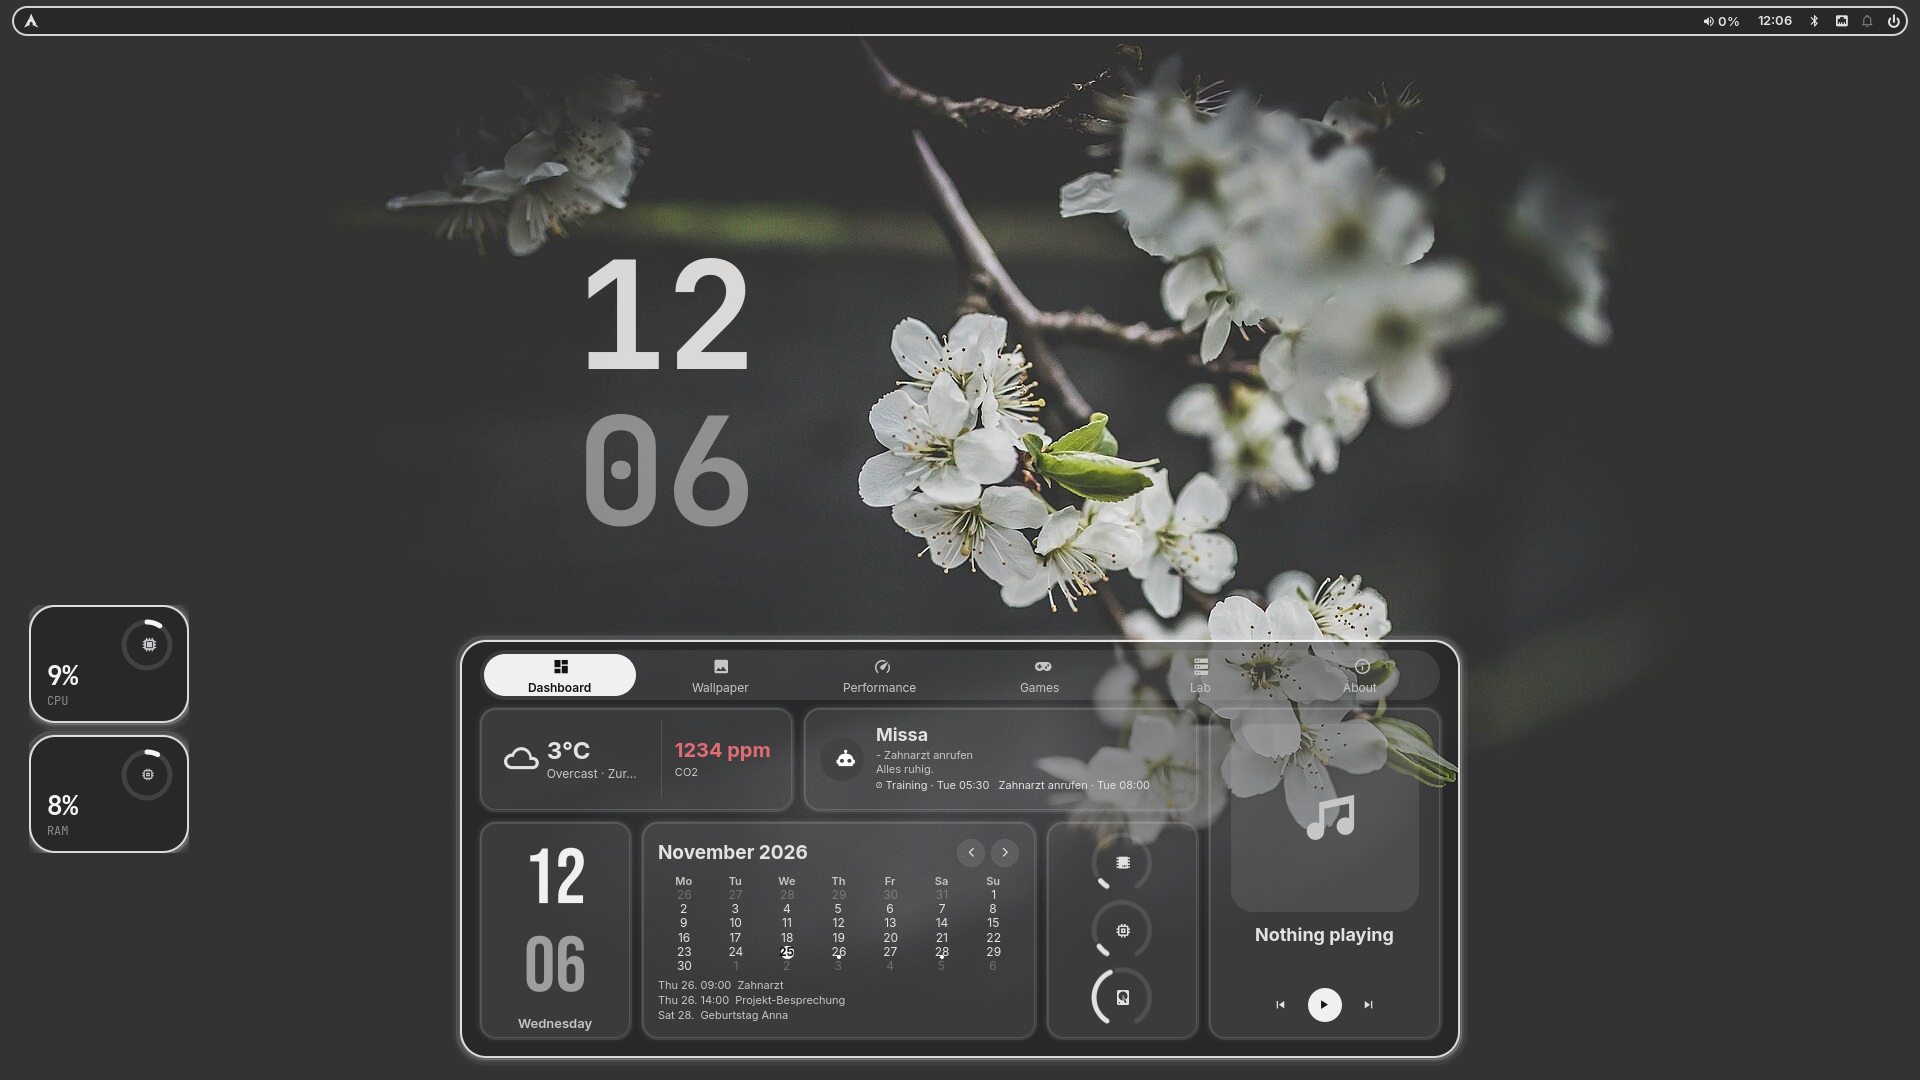 0%
12:06
12
06
9%
CPU
8%
RAM
Dashboard
Wallpaper
Performance
Games
Lab
About
3°C
Overcast · Zur...
1234 ppm
CO2
Missa
- Zahnarzt anrufen
Alles ruhig.
Training · Tue 05:30 Zahnarzt anrufen · Tue 08:00
12
06
Wednesday
November 2026
Mo Tu We Th Fr Sa Su
26 27 28 29 30 31 1
2 3 4 5 6 7 8
9 10 11 12 13 14 15
16 17 18 19 20 21 22
23 24 25 26 27 28 29
30 1 2 3 4 5 6
Thu 26. 09:00 Zahnarzt
Thu 26. 14:00 Projekt-Besprechung
Sat 28. Geburtstag Anna
Nothing playing